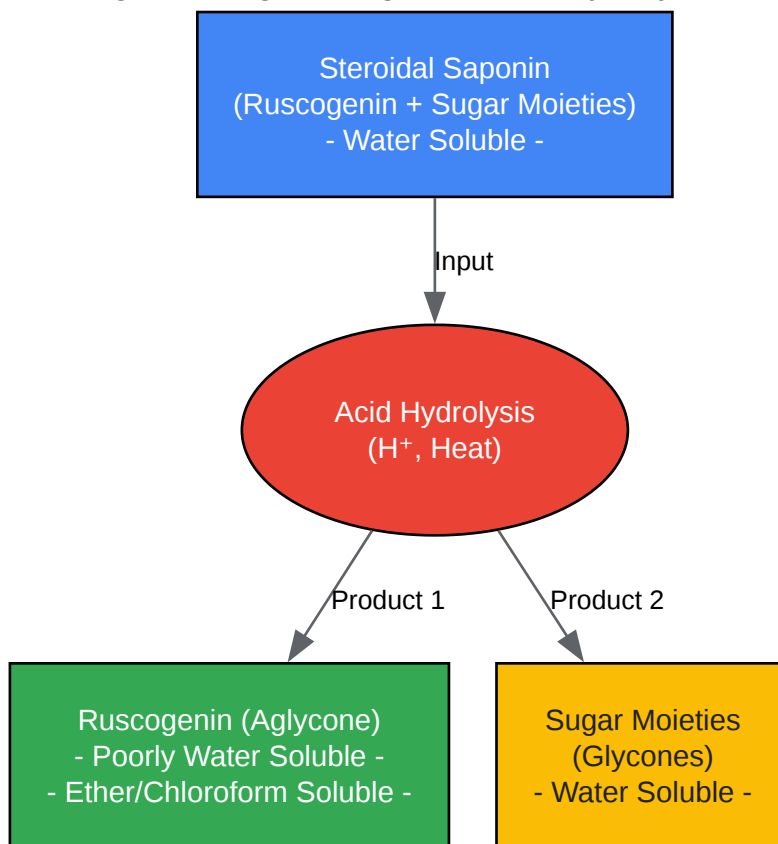 Steroidal Saponin
(Ruscogenin + Sugar Moieties)
- Water Soluble -
Input
Acid Hydrolysis
(H⁺, Heat)
Product 1
Product 2
Ruscogenin (Aglycone)
- Poorly Water Soluble -
- Ether/Chloroform Soluble -
Sugar Moieties
(Glycones)
- Water Soluble -